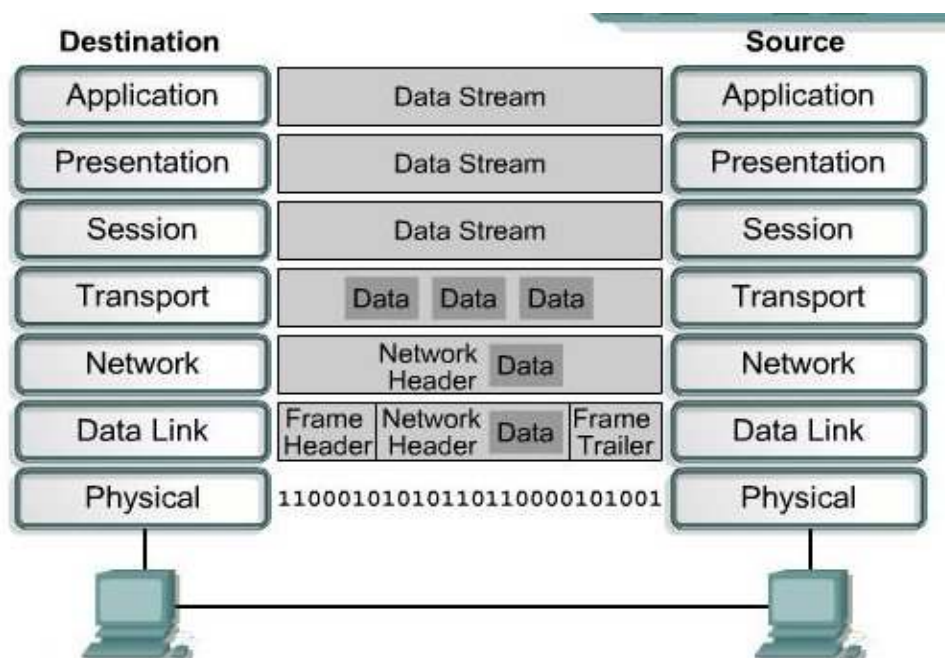 Destination Source
Application Data Stream Application
Presentation Data Stream Presentation
Session Data Stream Session
Transport Data Data Data Transport
Network Network Header Data Network
Data Link Frame Header Network Header Data Frame Trailer Data Link
Physical 1100010101011011000010100​1 Physical